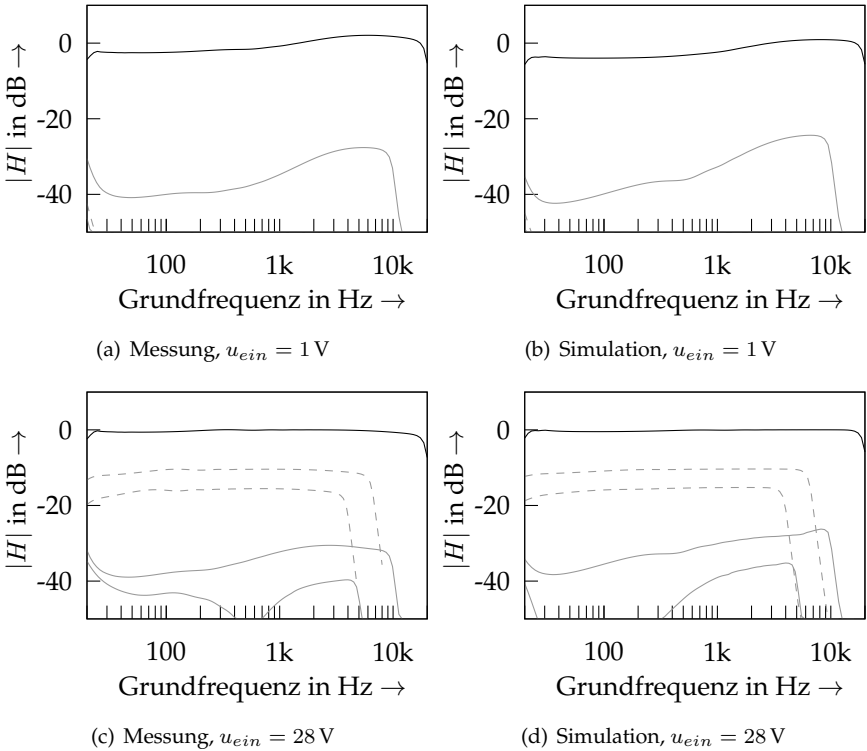 0
-20
-40
|H| in dB →
100 1k 10k
Grundfrequenz in Hz →
(a) Messung, u_ein = 1 V
0
-20
-40
|H| in dB →
100 1k 10k
Grundfrequenz in Hz →
(b) Simulation, u_ein = 1 V
0
-20
-40
|H| in dB →
100 1k 10k
Grundfrequenz in Hz →
(c) Messung, u_ein = 28 V
0
-20
-40
|H| in dB →
100 1k 10k
Grundfrequenz in Hz →
(d) Simulation, u_ein = 28 V